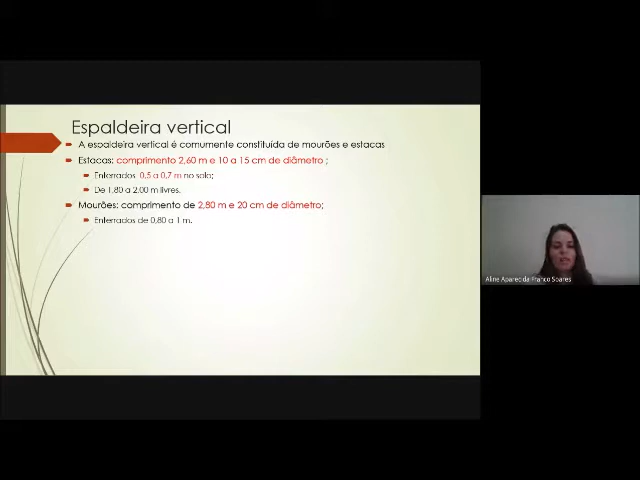 Espaldeira vertical
A espaldeira vertical é comumente constituída de mourões e estacas
Estacas: comprimento 2,60 m e 10 a 15 cm de diâmetro ;
Enterrados 0,5 a 0,7 m no solo;
De 1,80 a 2,00 m livres.
Mourões: comprimento de 2,80 m e 20 cm de diâmetro;
Enterrados de 0,80 a 1 m.
Aline Aparecida Franco Soares